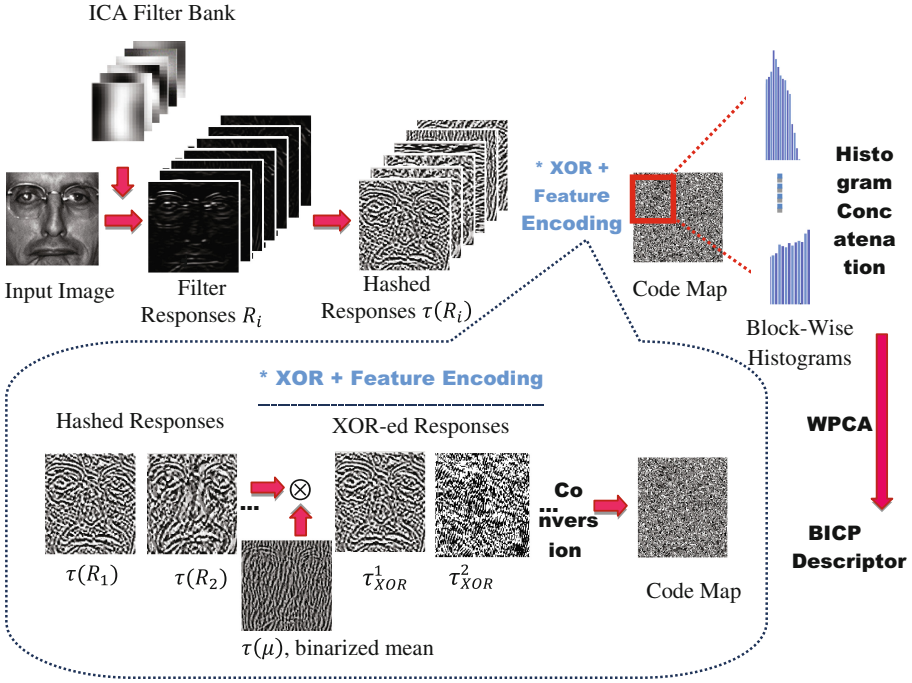 ICA Filter Bank
Input Image
Filter
Responses R_i
Hashed
Responses τ(R_i)
* XOR +
Feature
Encoding
Code Map
Block-Wise
Histograms
Histo
gram
Conc
atena
tion
WPCA
BICP
Descriptor
* XOR + Feature Encoding
Hashed Responses
XOR-ed Responses
τ(R_1)
τ(R_2)
...
⊗
τ(μ), binarized mean
τ^1_XOR
τ^2_XOR
Co
...
nvers
ion
Code Map